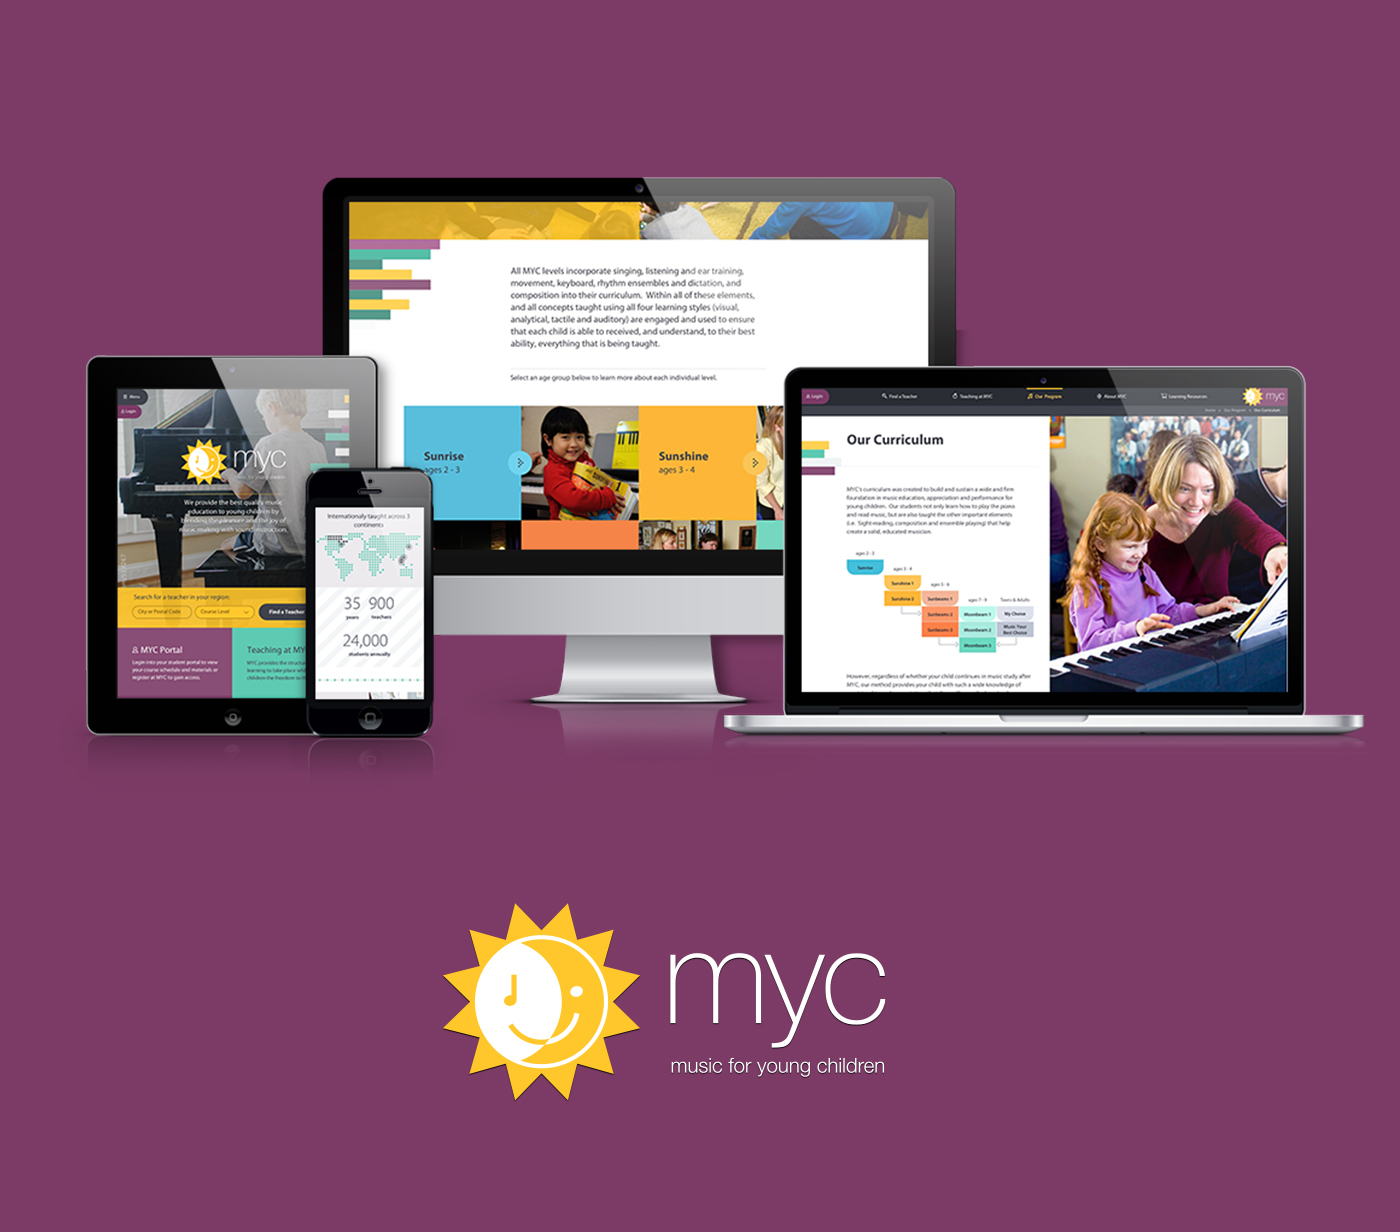 All MYC levels incorporate singing, listening and ear training,
movement, keyboard, rhythm ensembles and dictation, and
composition into their curriculum. Within all of these elements,
and all concepts taught using all four learning styles (visual,
analytical, tactile and auditory) are engaged and used to ensure
that each child is able to received, and understand, to their best
ability, everything that is being taught.
Select an age group below to learn more about each individual level.
Sunrise
ages 2 - 3
Sunshine
ages 3 - 4
Menu
Login
myc
music for young children
We provide the best quality music
education to young children by
blending the pleasure and the joy of
music making with sound instruction.
Search for a teacher in your region:
City or Postal Code
Course Level
Find a Teacher
MYC Portal
Login into your student portal to view
your course schedule and materials or
register at MYC to gain access.
Teaching at MY
MYC provides the structu
learning to take place whi
children the freedom to
Internationaly taught across 3
continents
35 900
years teachers
24,000
students annually
Login
Find a Teacher
Teaching at MYC
Our Program
About MYC
Learning Resources
myc
Home > Our Program > Our Curriculum
Our Curriculum
MYC's curriculum was created to build and sustain a wide and firm
foundation in music education, appreciation and performance for
young children. Our students not only learn how to play the piano
and read music, but are also taught the other important elements
(i.e. Sight-reading, composition and ensemble playing) that help
create a solid, educated musician.
ages 2 - 3
Sunrise
ages 3 - 4
Sunshine 1
Sunshine 2
ages 5 - 6
Sunbeams 1
Sunbeams 2
Sunbeams 3
ages 7 - 9
Moonbeam 1
Moonbeam 2
Moonbeam 3
Teens & Adults
My Choice
Music Your
Best Choice
However, regardless of whether your child continues in music study after
MYC, our method provides your child with such a wide knowledge of
myc
music for young children